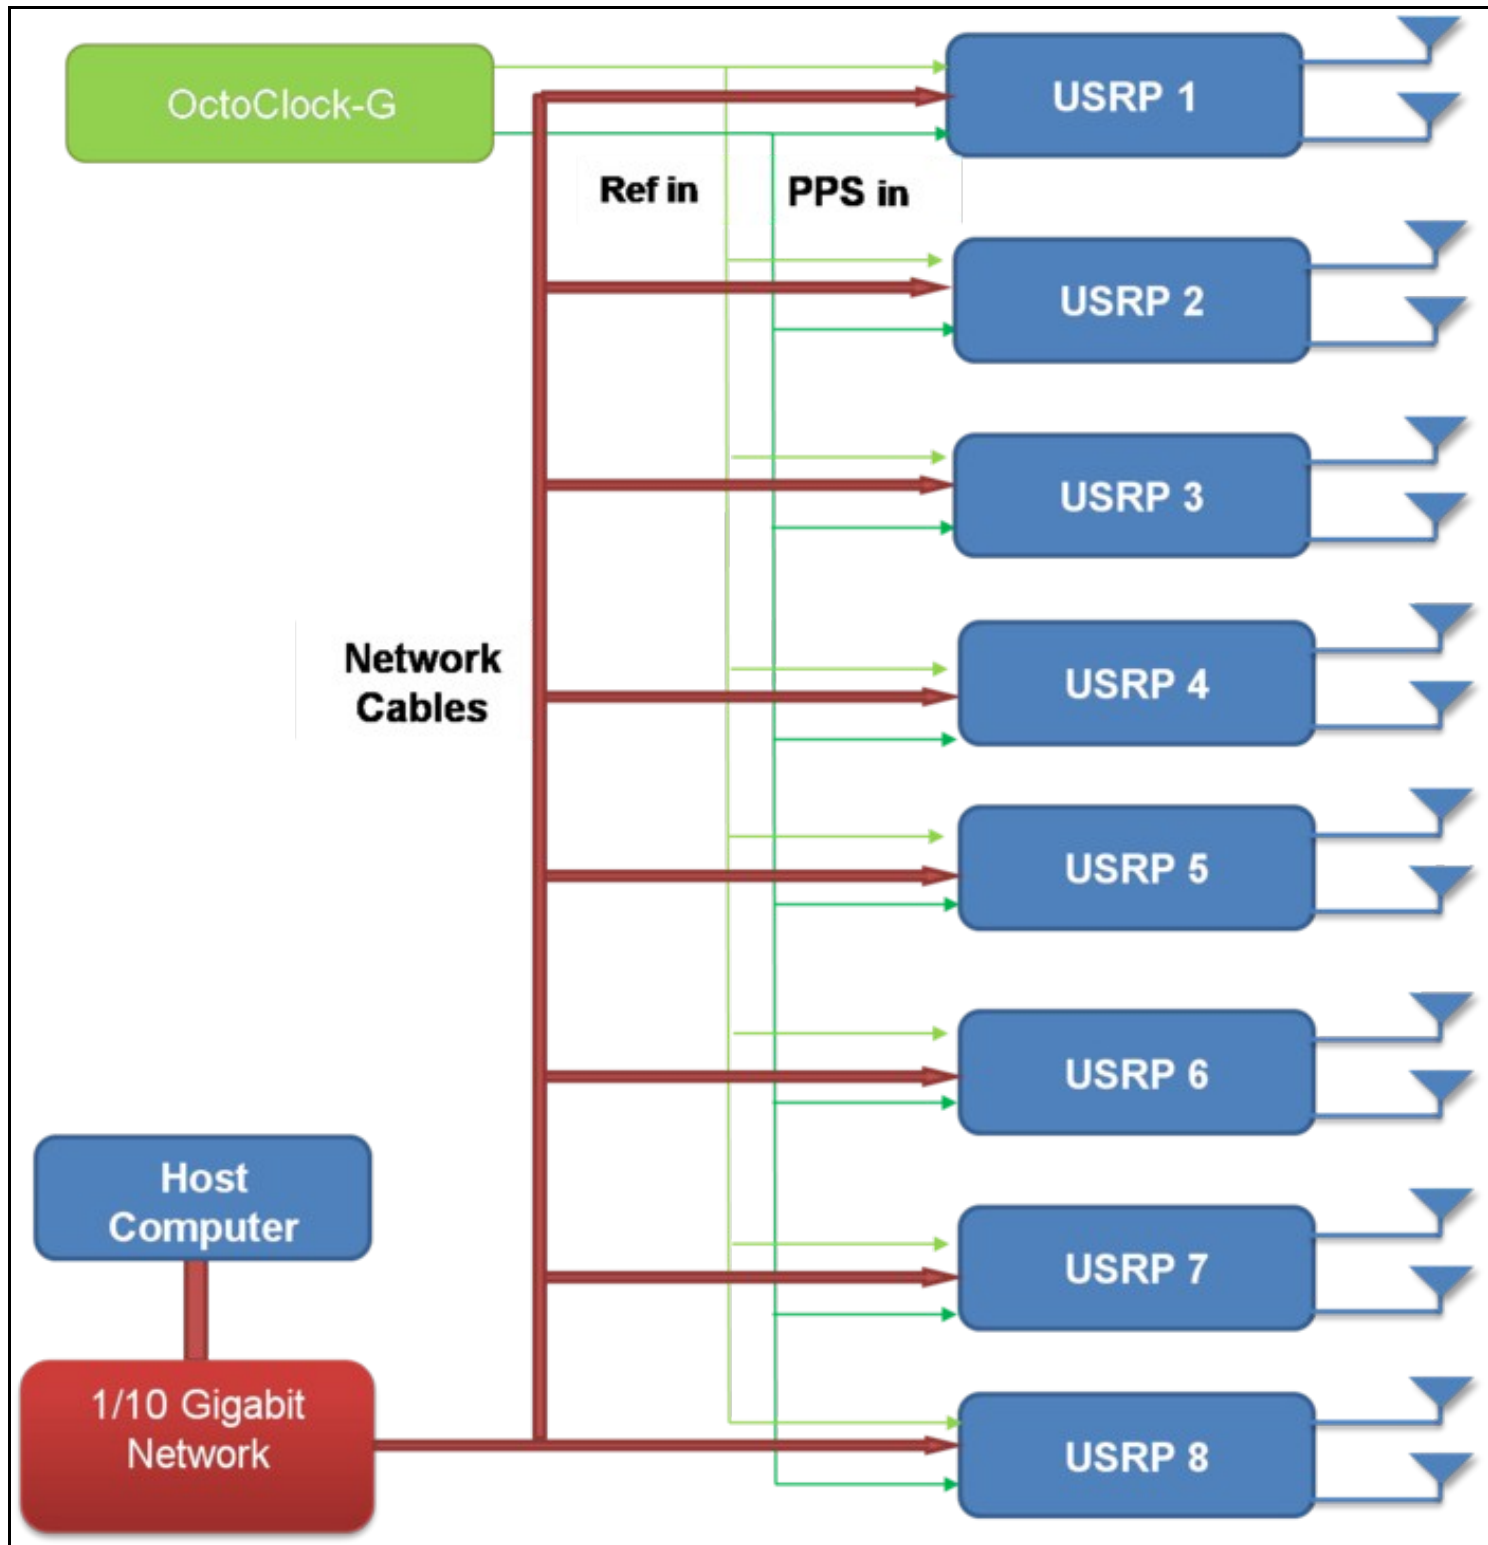 OctoClock-G
USRP 1
Ref in
PPS in
USRP 2
USRP 3
Network
Cables
USRP 4
USRP 5
USRP 6
Host
Computer
USRP 7
1/10 Gigabit
Network
USRP 8